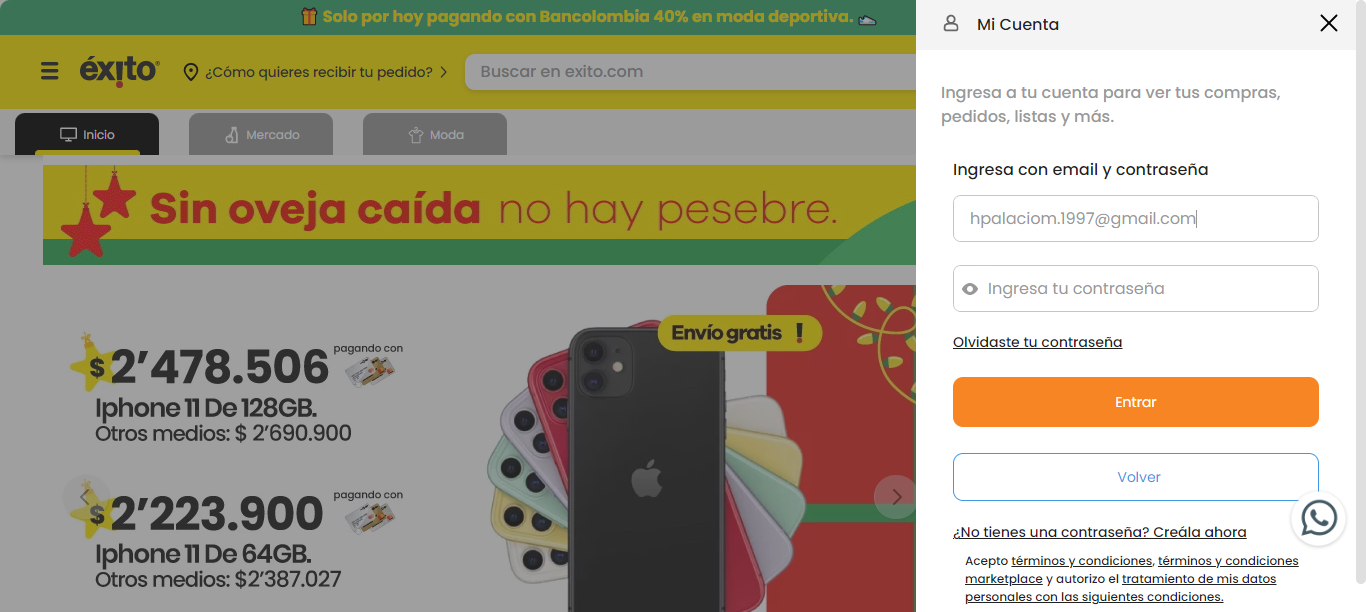 Solo por hoy pagando con Bancolombia 40% en moda deportiva.
éxito
¿Cómo quieres recibir tu pedido?
Buscar en exito.com
Inicio
Mercado
Moda
Sin oveja caída no hay pesebre.
Envío gratis !
$2’478.506
pagando con
Iphone 11 De 128GB.
Otros medios: $ 2’690.900
$2’223.900
pagando con
Iphone 11 De 64GB.
Otros medios: $2’387.027
Mi Cuenta
Ingresa a tu cuenta para ver tus compras,
pedidos, listas y más.
Ingresa con email y contraseña
hpalaciom.1997@gmail.com
Ingresa tu contraseña
Olvidaste tu contraseña
Entrar
Volver
¿No tienes una contraseña? Creála ahora
Acepto términos y condiciones, términos y condiciones
marketplace y autorizo el tratamiento de mis datos
personales con las siguientes condiciones.